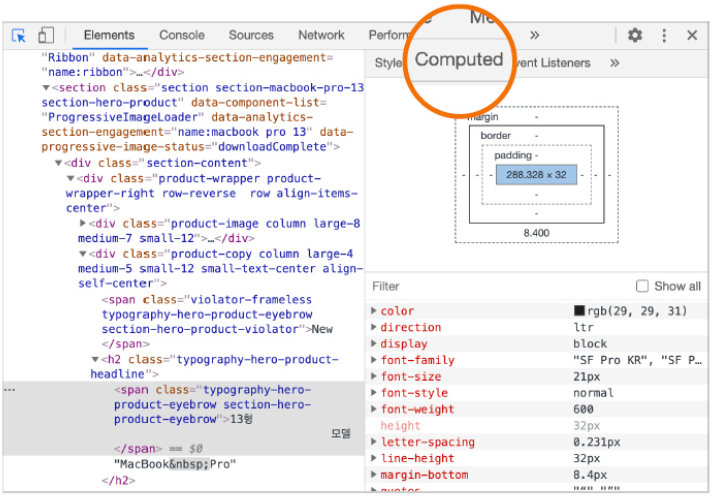 Me
Elements Console Sources Network Perform »
Styles Computed Event Listeners »
"Ribbon" data-analytics-section-engagement=
"name:ribbon">…</div>
▼<section class="section section-macbook-pro-13
section-hero-product" data-component-list=
"ProgressiveImageLoader" data-analytics-
section-engagement="name:macbook pro 13" data-
progressive-image-status="downloadComplete">
▼<div class="section-content">
▼<div class="product-wrapper product-
wrapper-right row-reverse row align-items-
center">
▶<div class="product-image column large-8
medium-7 small-12">…</div>
▼<div class="product-copy column large-4
medium-5 small-12 small-text-center align-
self-center">
<span class="violator-frameless
typography-hero-product-eyebrow
section-hero-product-violator">New
</span>
▼<h2 class="typography-hero-product-
headline">
… <span class="typography-hero-
product-eyebrow section-hero-
product-eyebrow">13형
모델
</span> == $0
"MacBook&nbsp;Pro"
</h2>
margin -
border -
padding -
- - - 288.328 × 32 - - -
-
-
8.400
Filter Show all
▶ color rgb(29, 29, 31)
▶ direction ltr
▶ display block
▶ font-family "SF Pro KR", "SF P…
▶ font-size 21px
▶ font-style normal
▶ font-weight 600
height 32px
▶ letter-spacing 0.231px
▶ line-height 32px
▶ margin-bottom 8.4px
▶ quotes